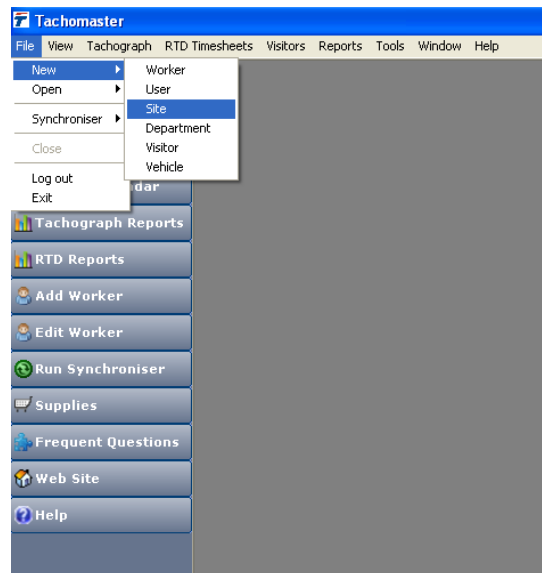 Tachomaster
File View Tachograph RTD Timesheets Visitors Reports Tools Window Help
New
Open
Synchroniser
Close
Log out
Exit
Worker
User
Site
Department
Visitor
Vehicle
dar
Tachograph Reports
RTD Reports
Add Worker
Edit Worker
Run Synchroniser
Supplies
Frequent Questions
Web Site
Help